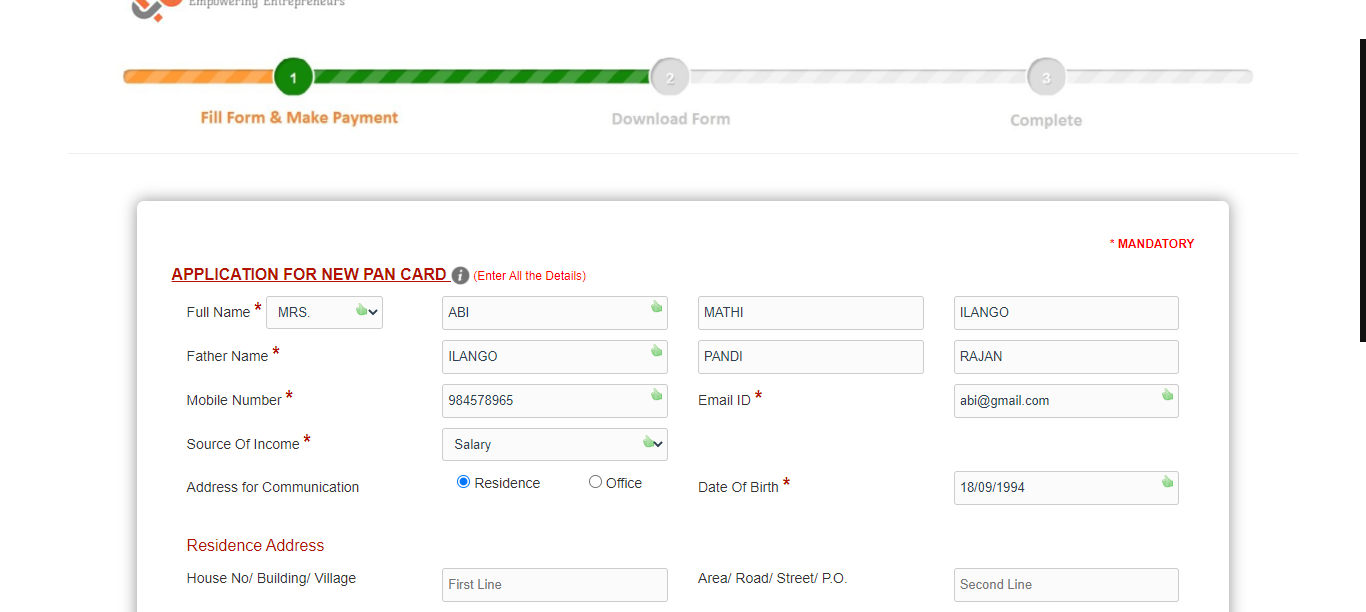 Empowering Entrepreneurs
1 2 3
Fill Form & Make Payment Download Form Complete
* MANDATORY
APPLICATION FOR NEW PAN CARD i (Enter All the Details)
Full Name * MRS. ABI MATHI ILANGO
Father Name * ILANGO PANDI RAJAN
Mobile Number * 984578965 Email ID * abi@gmail.com
Source Of Income * Salary
Address for Communication Residence Office Date Of Birth * 18/09/1994
Residence Address
House No/ Building/ Village First Line Area/ Road/ Street/ P.O. Second Line